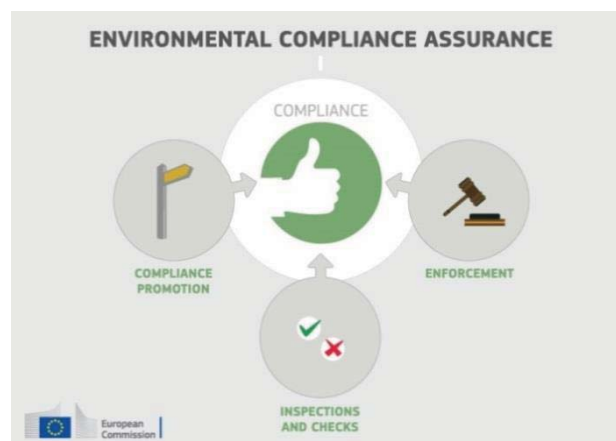 ENVIRONMENTAL COMPLIANCE ASSURANCE
COMPLIANCE
COMPLIANCE
PROMOTION
ENFORCEMENT
INSPECTIONS
AND CHECKS
European
Commission